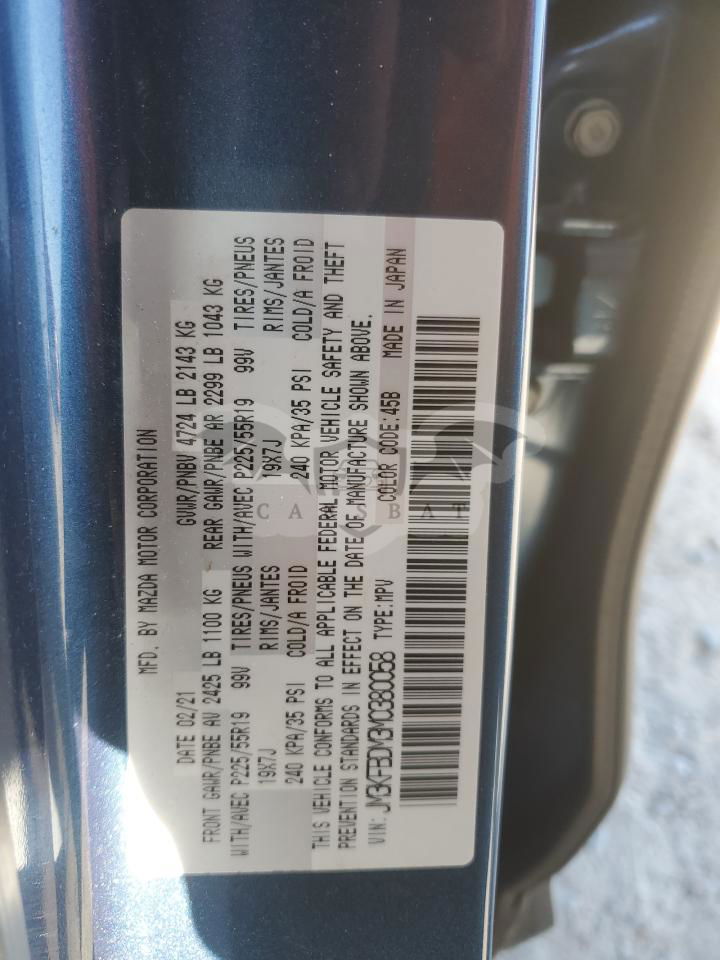 MFD. BY MAZDA MOTOR CORPORATION
DATE 02/21 GVWR/PNBV 4724 LB 2143 KG
FRONT GAWR/PNBE AV 2425 LB 1100 KG REAR GAWR/PNBE AR 2299 LB 1043 KG
WITH/AVEC P225/55R19 99V TIRES/PNEUS WITH/AVEC P225/55R19 99V TIRES/PNEUS
19X7J RIMS/JANTES 19X7J RIMS/JANTES
240 KPA/35 PSI COLD/A FROID 240 KPA/35 PSI COLD/A FROID
THIS VEHICLE CONFORMS TO ALL APPLICABLE FEDERAL MOTOR VEHICLE SAFETY AND THEFT
PREVENTION STANDARDS IN EFFECT ON THE DATE OF MANUFACTURE SHOWN ABOVE.
VIN: JM3KFBDM3M0380058 TYPE:MPV COLOR CODE:45B MADE IN JAPAN
CARSBAT